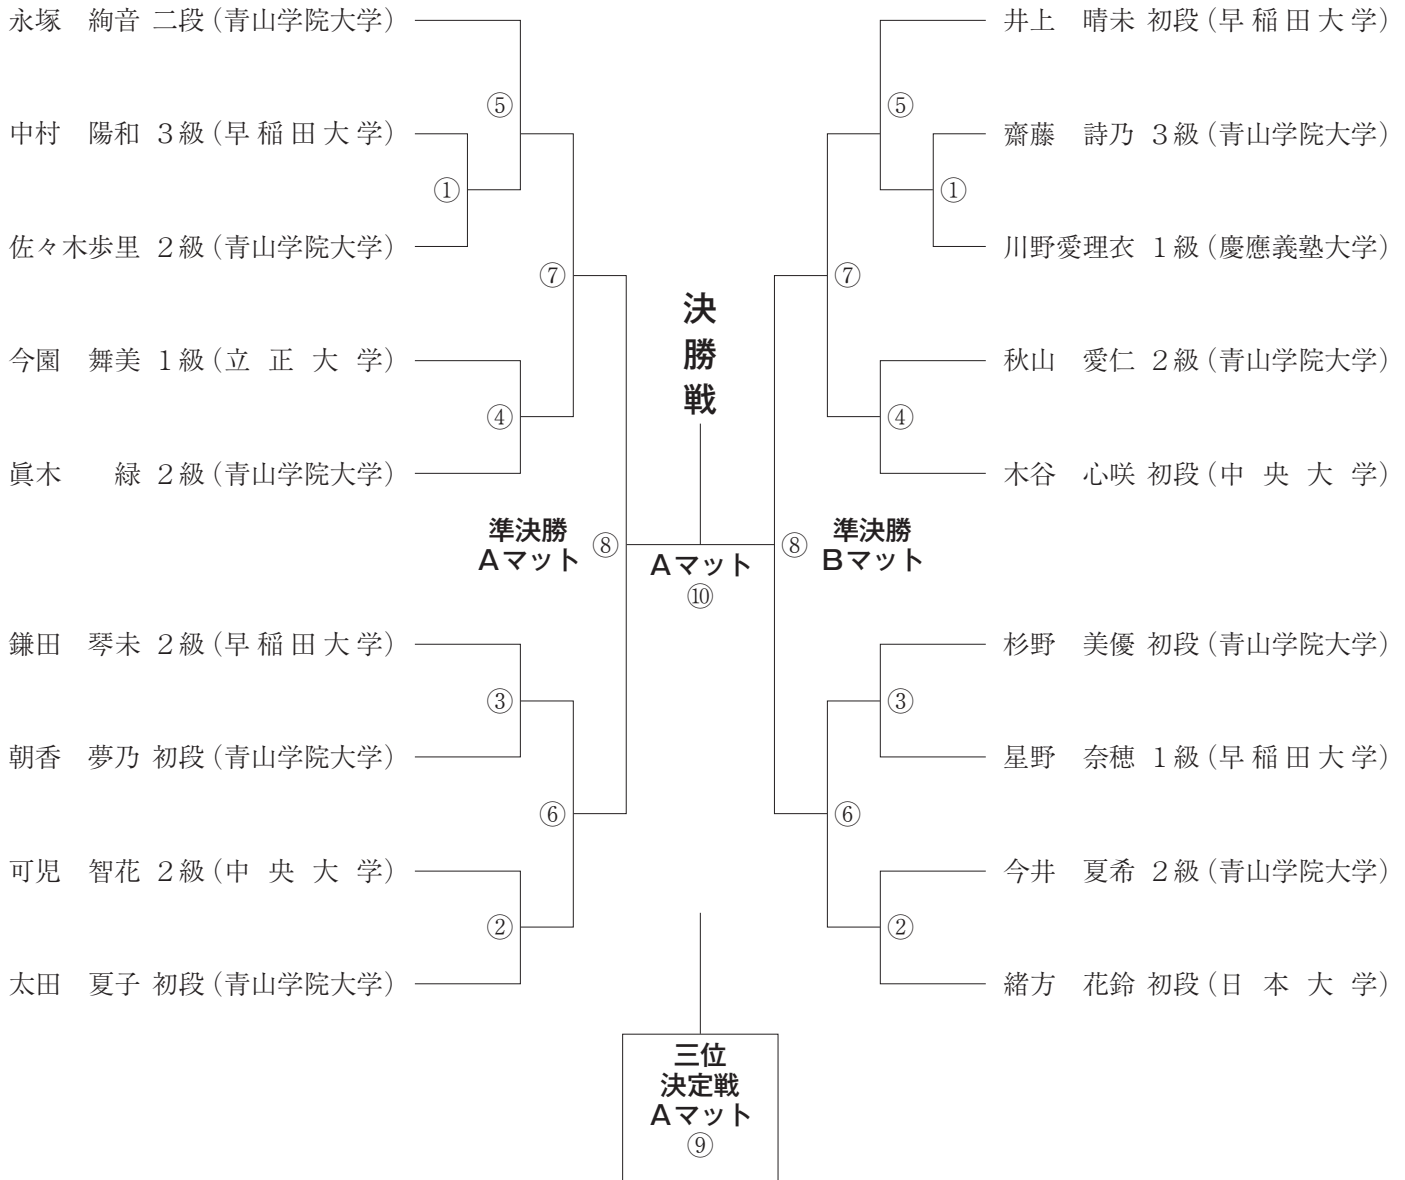 永塚 絢音 二段(青山学院大学)
⑤
中村 陽和 3級(早稲田大学)
①
佐々木歩里 2級(青山学院大学)
⑦
今園 舞美 1級(立正大学)
④
眞木 緑 2級(青山学院大学)
準決勝
Aマット
⑧
鎌田 琴未 2級(早稲田大学)
③
朝香 夢乃 初段(青山学院大学)
⑥
可児 智花 2級(中央大学)
②
太田 夏子 初段(青山学院大学)
決勝戦
Aマット
⑩
三位
決定戦
Aマット
⑨
井上 晴未 初段(早稲田大学)
⑤
齋藤 詩乃 3級(青山学院大学)
①
川野愛理衣 1級(慶應義塾大学)
⑦
秋山 愛仁 2級(青山学院大学)
④
木谷 心咲 初段(中央大学)
⑧
準決勝
Bマット
杉野 美優 初段(青山学院大学)
③
星野 奈穂 1級(早稲田大学)
⑥
今井 夏希 2級(青山学院大学)
②
緒方 花鈴 初段(日本大学)